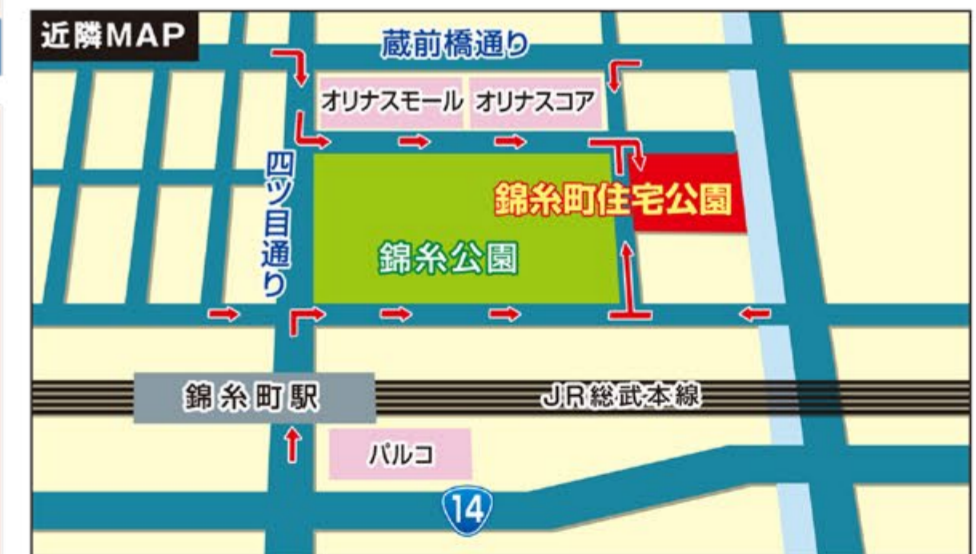 近隣MAP
蔵前橋通り
オリナスモール
オリナスコア
四ツ目通り
錦糸町住宅公園
錦糸公園
錦糸町駅
JR総武本線
パルコ
14